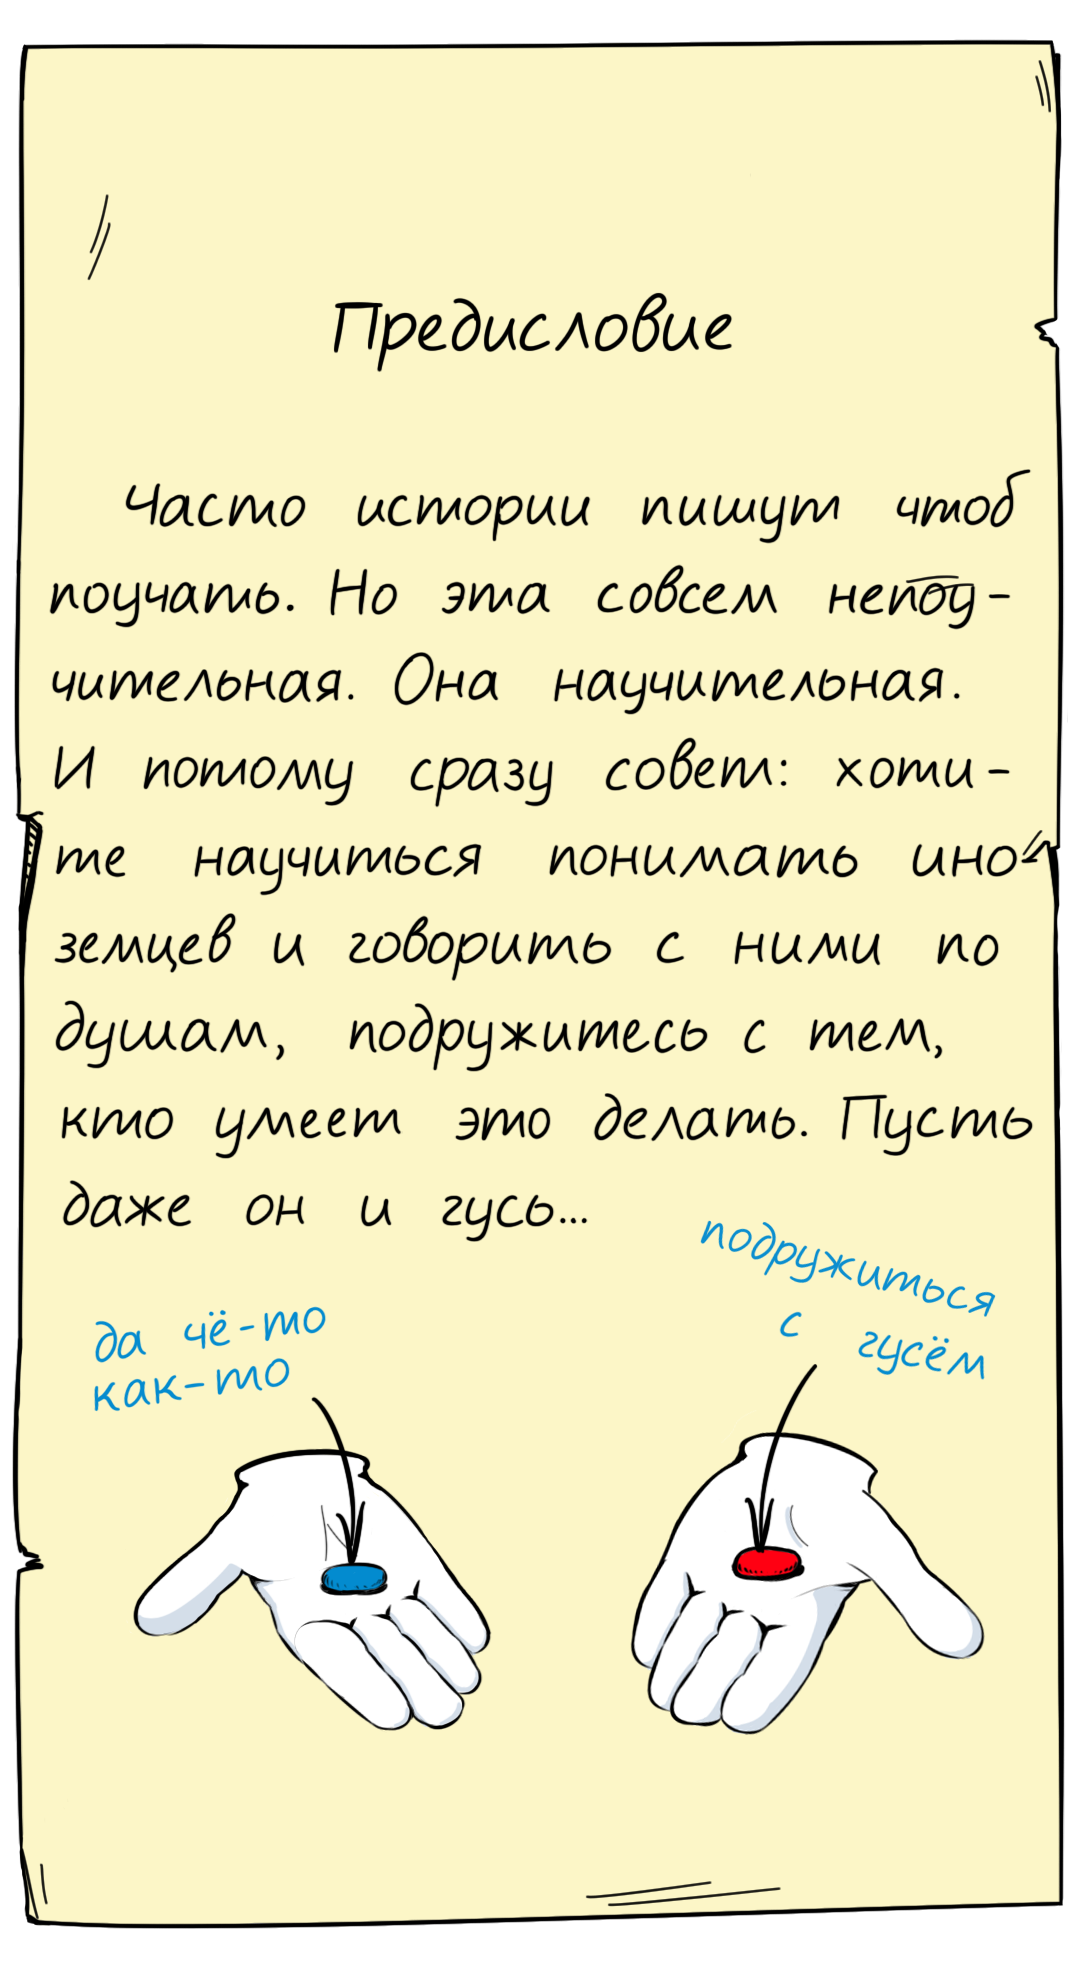 Предисловие
Часто истории пишут чтоб
поучать. Но эта совсем непоу-
чительная. Она научительная.
И потому сразу совет: хоти-
те научиться понимать ино-
земцев и говорить с ними по
душам, подружитесь с тем,
кто умеет это делать. Пусть
даже он и гусь...
да чё-то
как-то
подружиться
с гусём